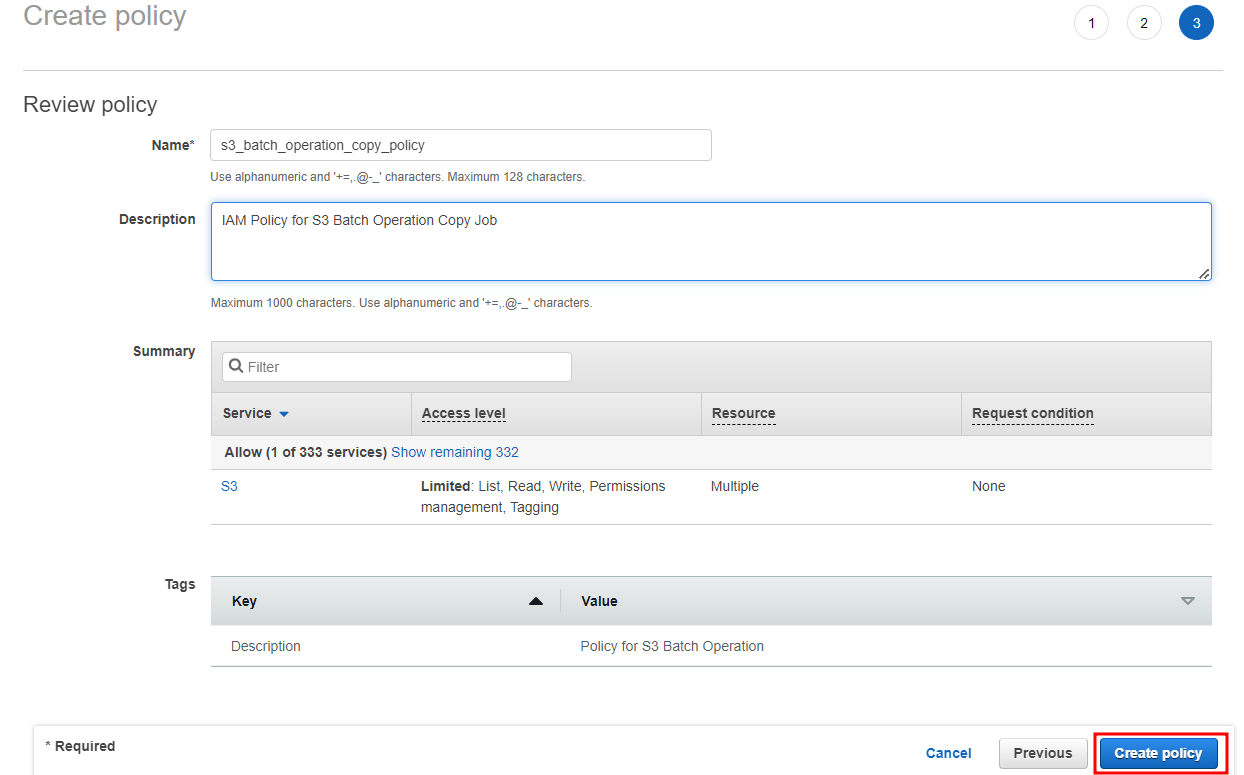 Create policy
1 2 3
Review policy
Name* s3_batch_operation_copy_policy
Use alphanumeric and '+=,.@-_' characters. Maximum 128 characters.
Description IAM Policy for S3 Batch Operation Copy Job
Maximum 1000 characters. Use alphanumeric and '+=,.@-_' characters.
Summary Filter
Service Access level Resource Request condition
Allow (1 of 333 services) Show remaining 332
S3 Limited: List, Read, Write, Permissions Multiple None
management, Tagging
Tags
Key Value
Description Policy for S3 Batch Operation
* Required
Cancel Previous Create policy